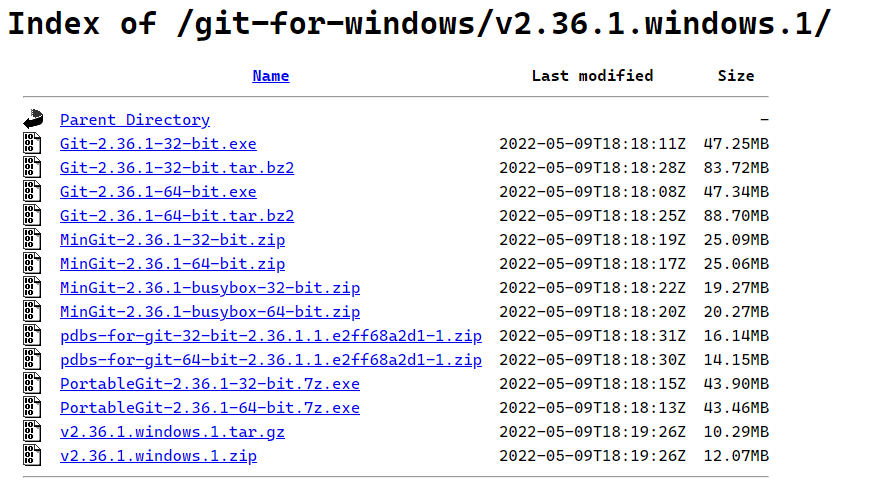 Index of /git-for-windows/v2.36.1.windows.1/
Name Last modified Size
Parent Directory -
Git-2.36.1-32-bit.exe 2022-05-09T18:18:11Z 47.25MB
Git-2.36.1-32-bit.tar.bz2 2022-05-09T18:18:28Z 83.72MB
Git-2.36.1-64-bit.exe 2022-05-09T18:18:08Z 47.34MB
Git-2.36.1-64-bit.tar.bz2 2022-05-09T18:18:25Z 88.70MB
MinGit-2.36.1-32-bit.zip 2022-05-09T18:18:19Z 25.09MB
MinGit-2.36.1-64-bit.zip 2022-05-09T18:18:17Z 25.06MB
MinGit-2.36.1-busybox-32-bit.zip 2022-05-09T18:18:22Z 19.27MB
MinGit-2.36.1-busybox-64-bit.zip 2022-05-09T18:18:20Z 20.27MB
pdbs-for-git-32-bit-2.36.1.1.e2ff68a2d1-1.zip 2022-05-09T18:18:31Z 16.14MB
pdbs-for-git-64-bit-2.36.1.1.e2ff68a2d1-1.zip 2022-05-09T18:18:30Z 14.15MB
PortableGit-2.36.1-32-bit.7z.exe 2022-05-09T18:18:15Z 43.90MB
PortableGit-2.36.1-64-bit.7z.exe 2022-05-09T18:18:13Z 43.46MB
v2.36.1.windows.1.tar.gz 2022-05-09T18:19:26Z 10.29MB
v2.36.1.windows.1.zip 2022-05-09T18:19:26Z 12.07MB